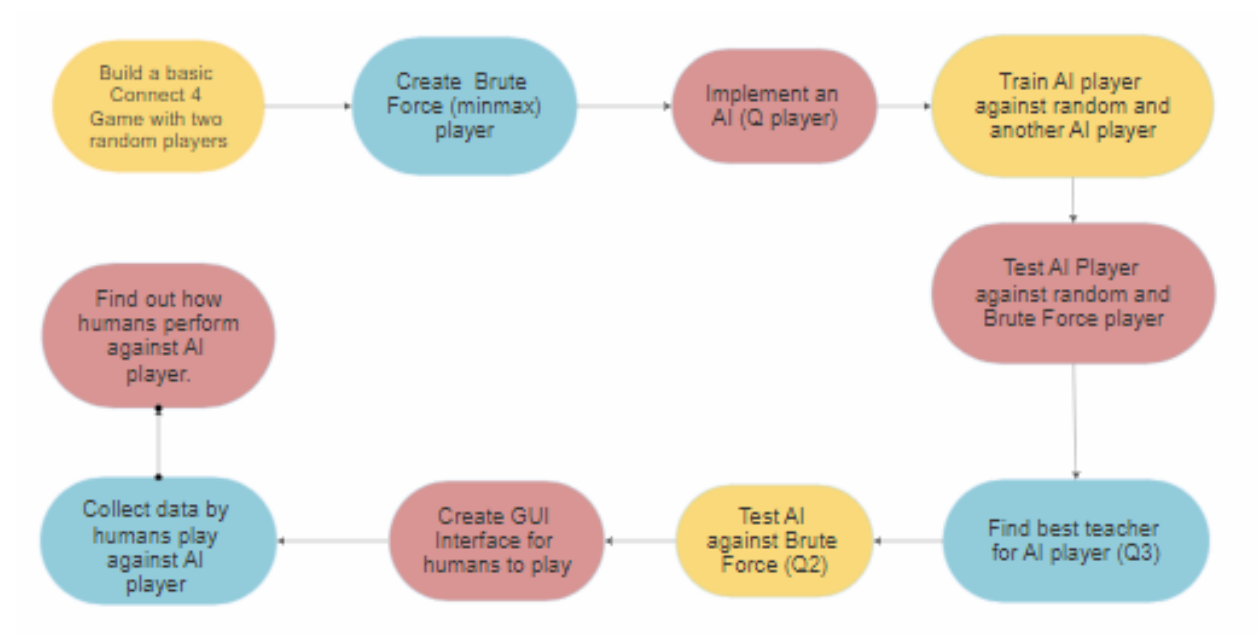 Build a basic
Connect 4
Game with two
random players
Create Brute
Force (minmax)
player
Implement an
AI (Q player)
Train AI player
against random and
another AI player
Test AI Player
against random and
Brute Force player
Find best teacher
for AI player (Q3)
Test AI
against Brute
Force (Q2)
Create GUI
Interface for
humans to play
Collect data by
humans play
against AI
player
Find out how
humans perform
against AI
player.